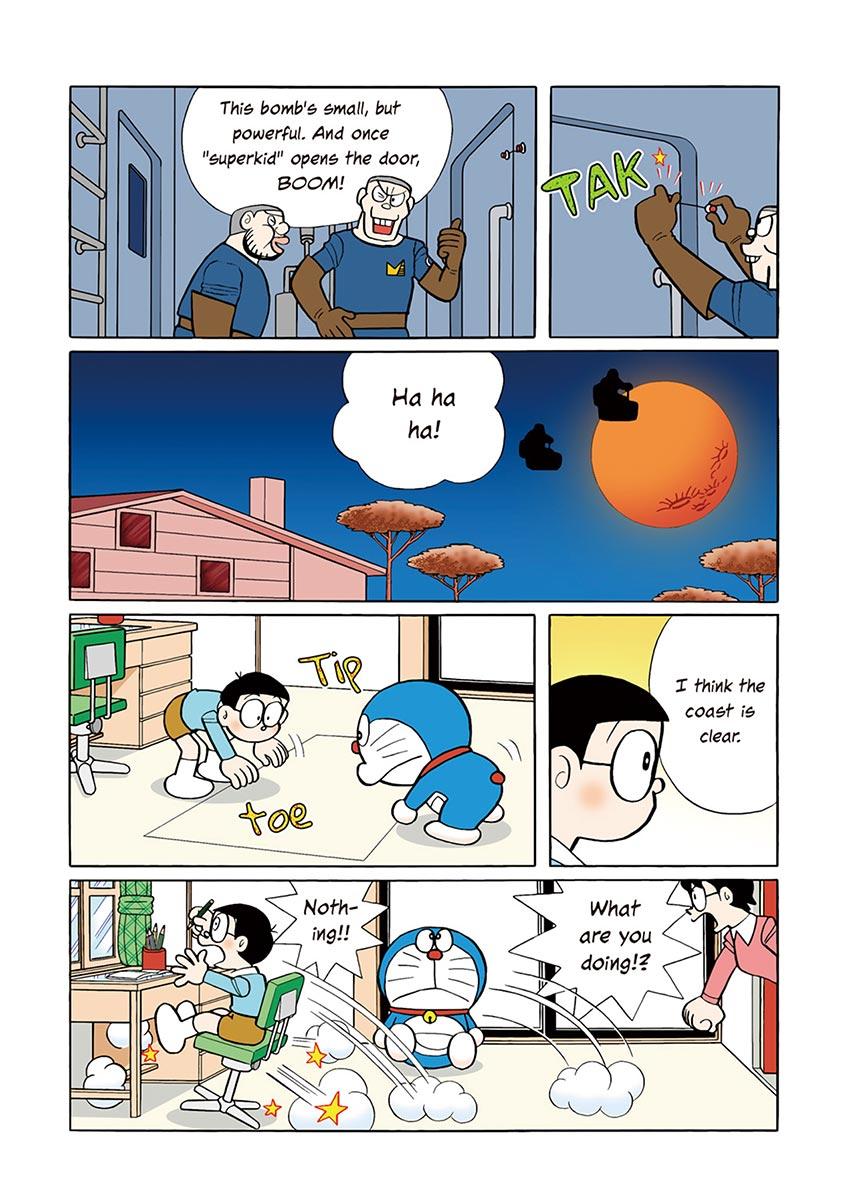 This bomb's small, but
powerful. And once
"superkid" opens the door,
BOOM!
TAK
Ha ha
ha!
Tip
toe
I think the
coast is
clear.
Noth-
ing!!
What
are you
doing!?